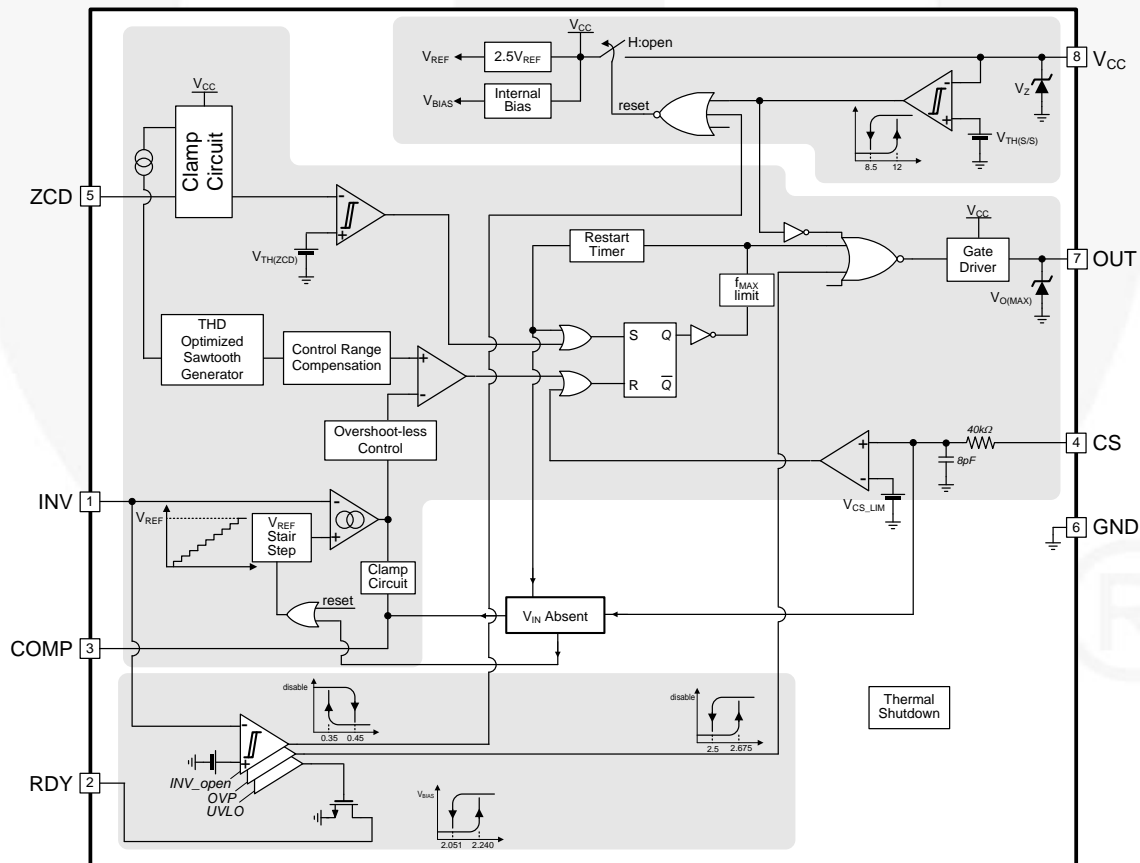 VCC
H:open
VREF
2.5VREF
8
VCC
VBIAS
Internal
Bias
reset
VZ
8.5
12
VTH(S/S)
VCC
Clamp
Circuit
ZCD
5
-
+
VTH(ZCD)
Restart
Timer
VCC
Gate
Driver
7
OUT
VO(MAX)
fMAX
limit
THD
Optimized
Sawtooth
Generator
Control Range
Compensation
+
-
S
Q
R
Q
Overshoot-less
Control
40kΩ
4
CS
8pF
+
-
VCS_LIM
INV
1
VREF
VREF
Stair
Step
-
+
6
GND
Clamp
Circuit
reset
VIN Absent
COMP
3
disable
0.35
0.45
disable
2.5
2.675
Thermal
Shutdown
-
+
INV_open
OVP
UVLO
RDY
2
VBIAS
2.051
2.240
-
+
R